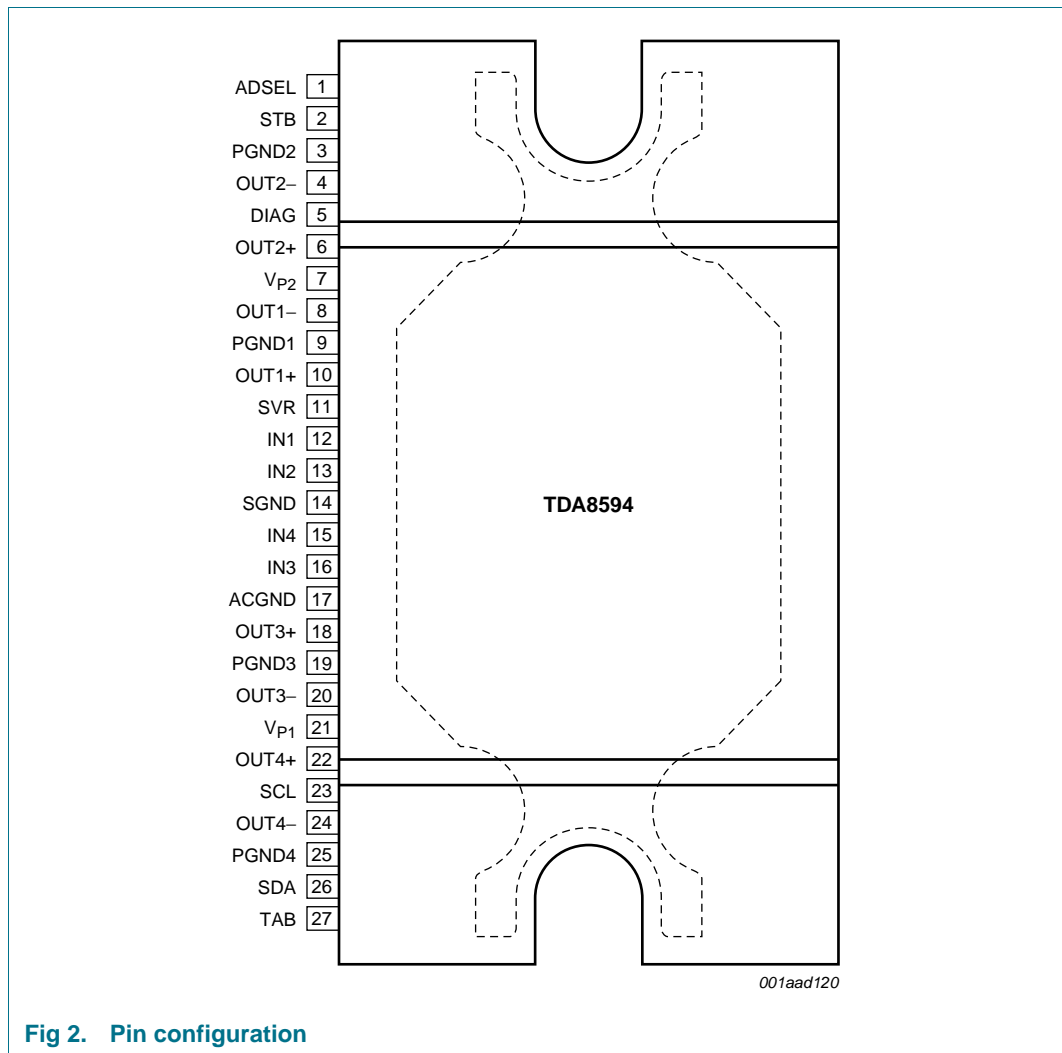 ADSEL 1
STB 2
PGND2 3
OUT2− 4
DIAG 5
OUT2+ 6
VP2 7
OUT1− 8
PGND1 9
OUT1+ 10
SVR 11
IN1 12
IN2 13
SGND 14
IN4 15
IN3 16
ACGND 17
OUT3+ 18
PGND3 19
OUT3− 20
VP1 21
OUT4+ 22
SCL 23
OUT4− 24
PGND4 25
SDA 26
TAB 27
TDA8594
001aad120
Fig 2. Pin configuration